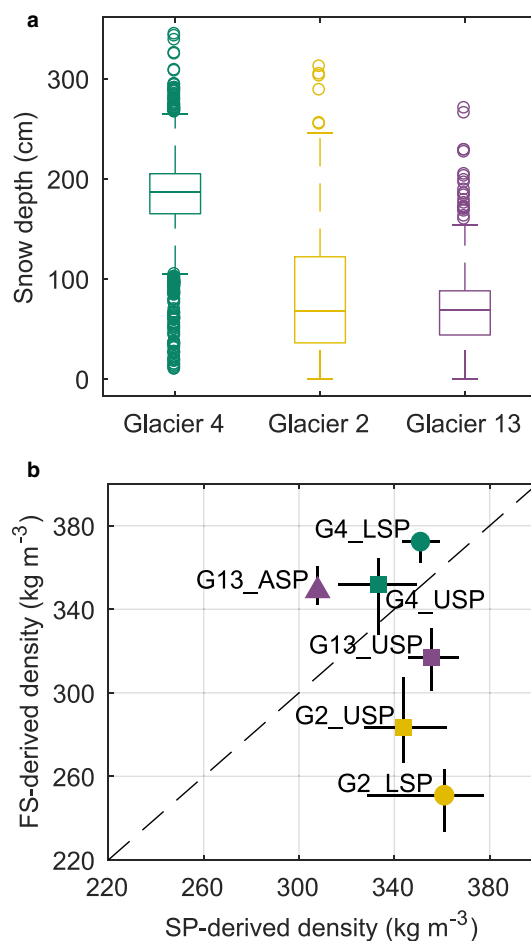 a
Snow depth (cm)
300
200
100
0
Glacier 4 Glacier 2 Glacier 13
b
FS-derived density (kg m⁻³)
380
340
300
260
220
G4_LSP
G13_ASP
G4_USP
G13_USP
G2_USP
G2_LSP
220 260 300 340 380
SP-derived density (kg m⁻³)